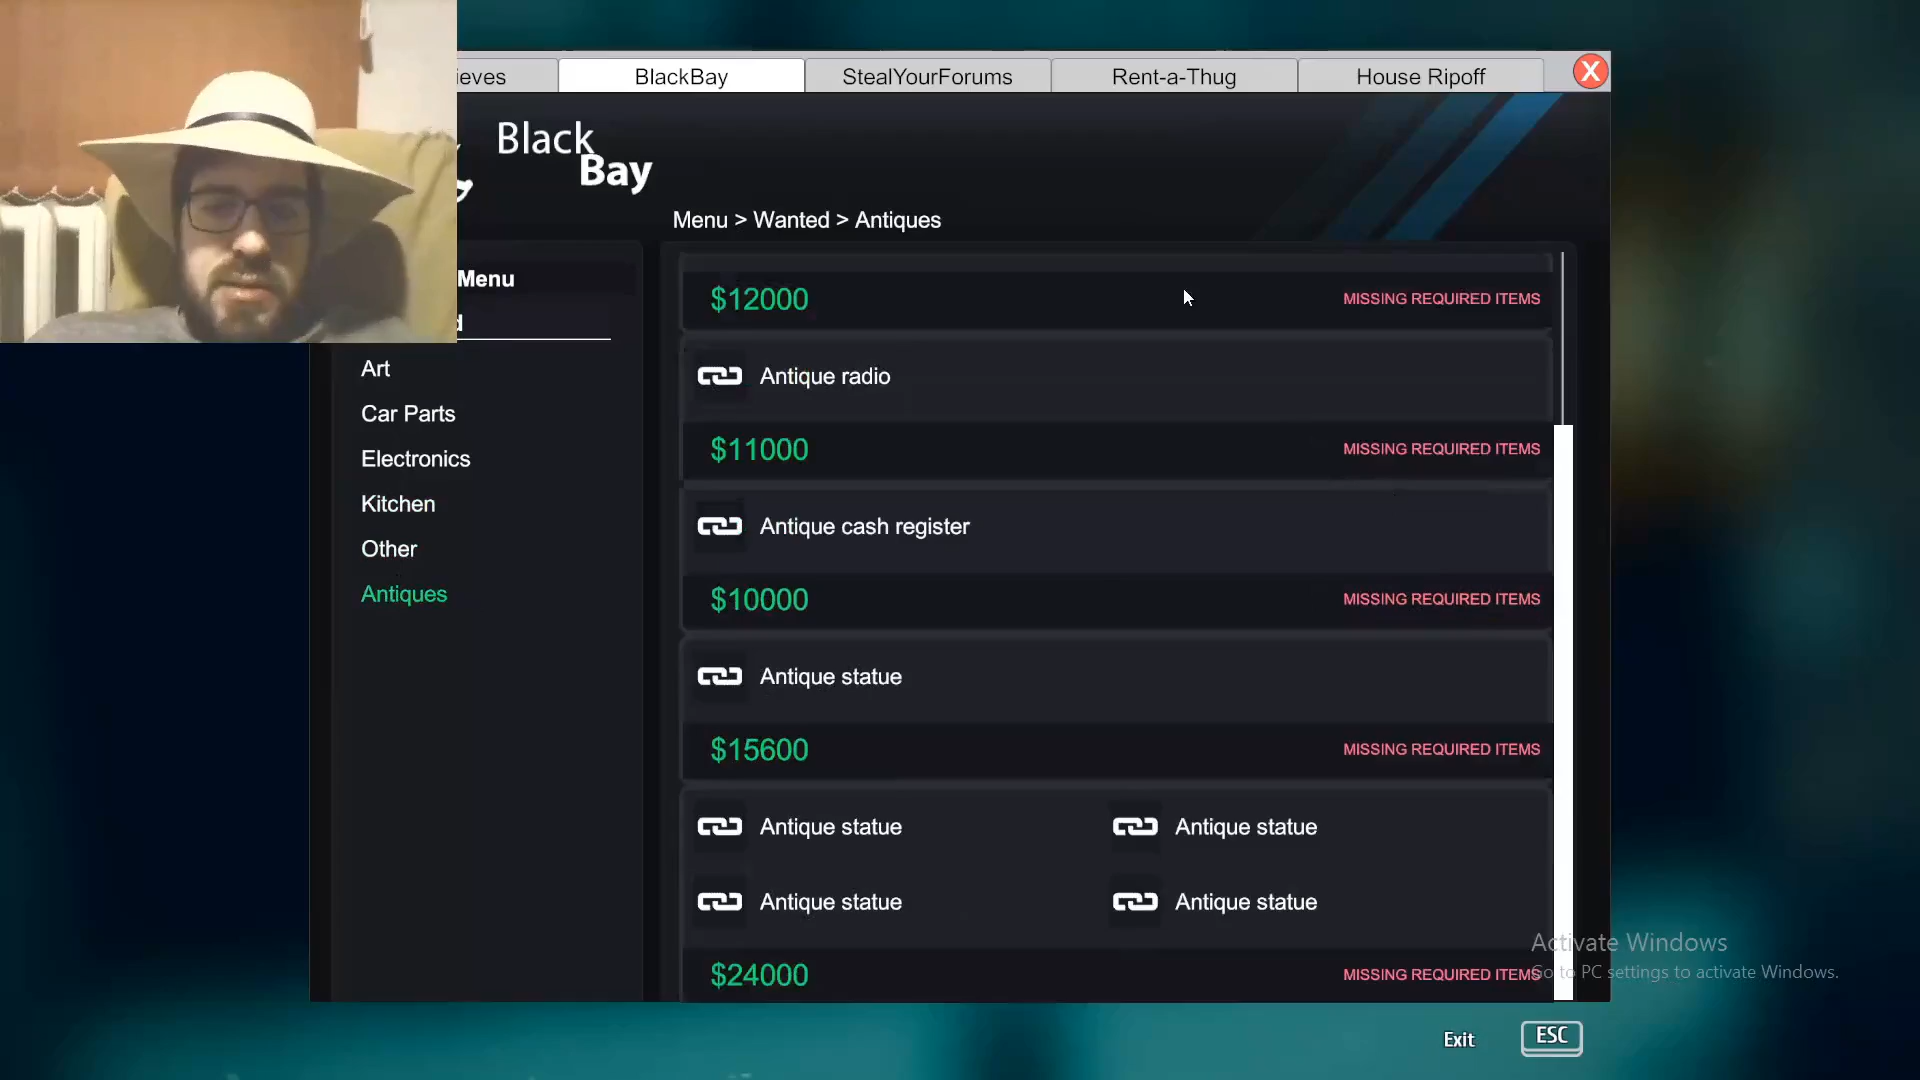 ieves
BlackBay
StealYourForums
Rent-a-Thug
House Ripoff
X
Black
Bay
Menu > Wanted > Antiques
Menu
d
Art
Car Parts
Electronics
Kitchen
Other
Antiques
$12000 MISSING REQUIRED ITEMS
Antique radio
$11000 MISSING REQUIRED ITEMS
Antique cash register
$10000 MISSING REQUIRED ITEMS
Antique statue
$15600 MISSING REQUIRED ITEMS
Antique statue Antique statue
Antique statue Antique statue
$24000 MISSING REQUIRED ITEMS
Activate Windows
Go to PC settings to activate Windows.
Exit ESC